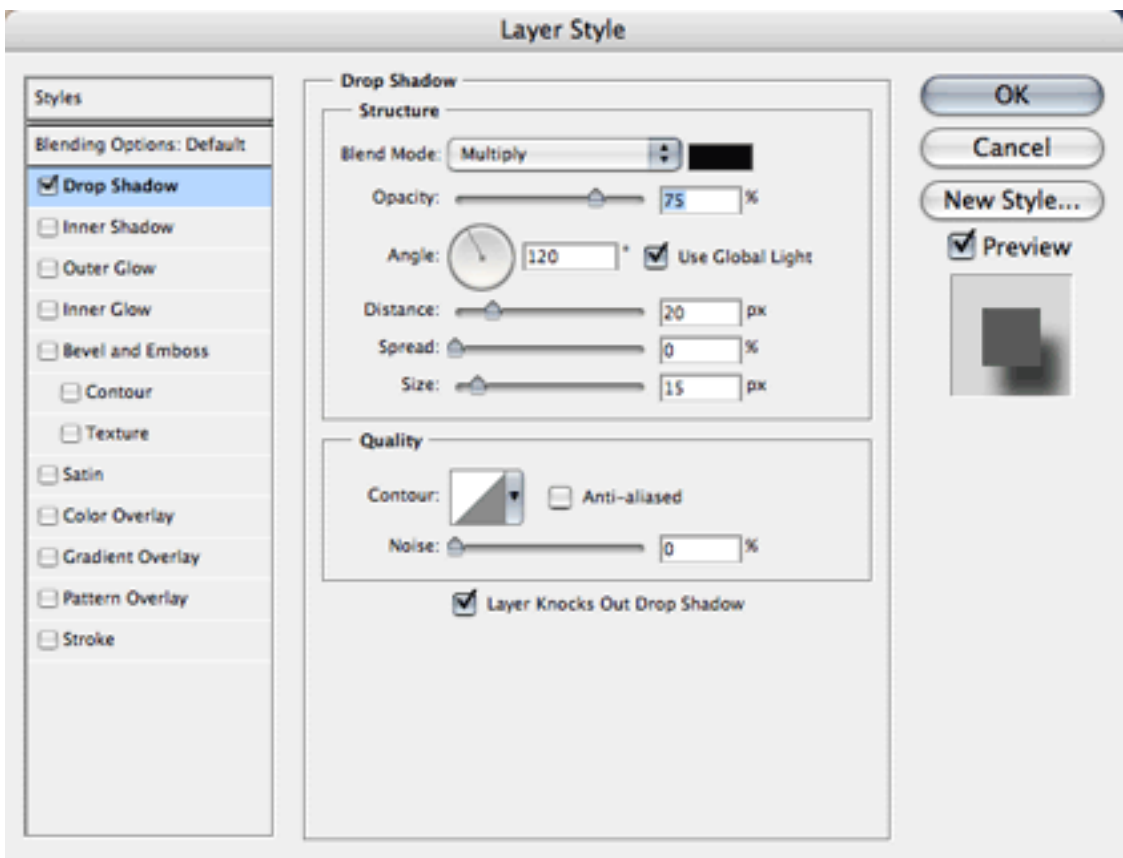 Layer Style
Styles
Blending Options: Default
Drop Shadow
Inner Shadow
Outer Glow
Inner Glow
Bevel and Emboss
Contour
Texture
Satin
Color Overlay
Gradient Overlay
Pattern Overlay
Stroke
Drop Shadow
Structure
Blend Mode: Multiply
Opacity: 75 %
Angle: 120 ° Use Global Light
Distance: 20 px
Spread: 0 %
Size: 15 px
Quality
Contour: Anti-aliased
Noise: 0 %
Layer Knocks Out Drop Shadow
OK
Cancel
New Style...
Preview